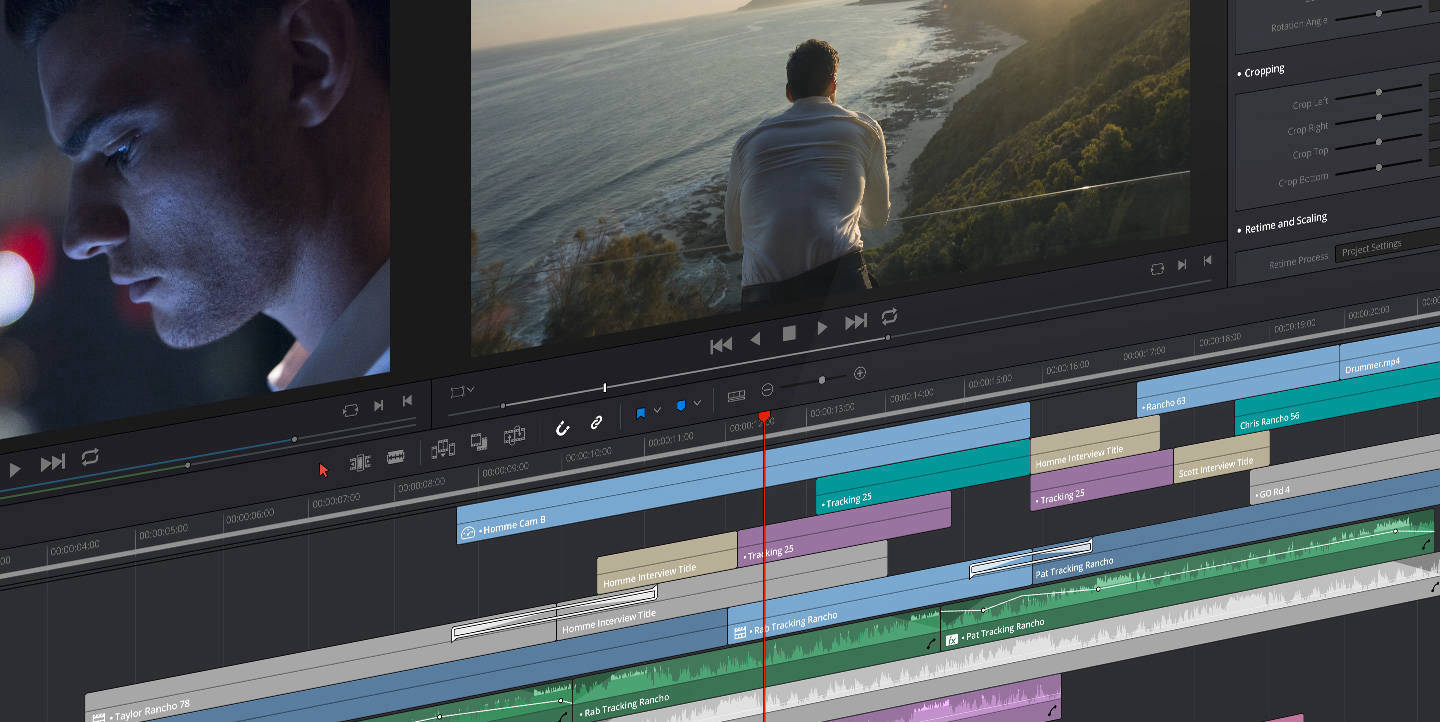 Rotation Angle
• Cropping
Crop Left
Crop Right
Crop Top
Crop Bottom
• Retime and Scaling
Retime Process
Project Settings
00:00:04:00
00:00:05:00
00:00:06:00
00:00:07:00
00:00:08:00
00:00:09:00
00:00:10:00
00:00:11:00
00:00:13:00
00:00:14:00
00:00:15:00
00:00:16:00
00:00:17:00
00:00:18:00
00:00:19:00
00:00:20:00
Drummer.mp4
• Rancho 63
Chris Rancho 56
Homme Interview Title
Scott Interview Title
• Tracking 25
• GO Rd 4
• Tracking 25
• Homme Cam B
• Tracking 25
Homme Interview Title
Pat Tracking Rancho
Homme Interview Title
• Rab Tracking Rancho
fx • Pat Tracking Rancho
• Taylor Rancho 78
• Rab Tracking Rancho